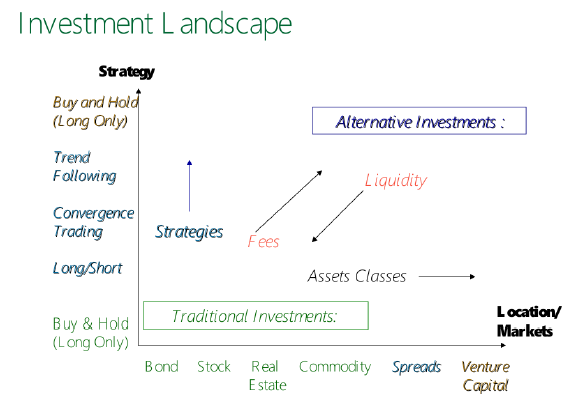 Investment Landscape
Strategy
Buy and Hold
(Long Only)
Alternative Investments :
Trend
Following
Liquidity
Convergence
Trading
Strategies
Fees
Long/Short
Assets Classes
Traditional Investments:
Location/
Markets
Buy & Hold
(Long Only)
Bond Stock Real Commodity Spreads Venture
Estate Capital